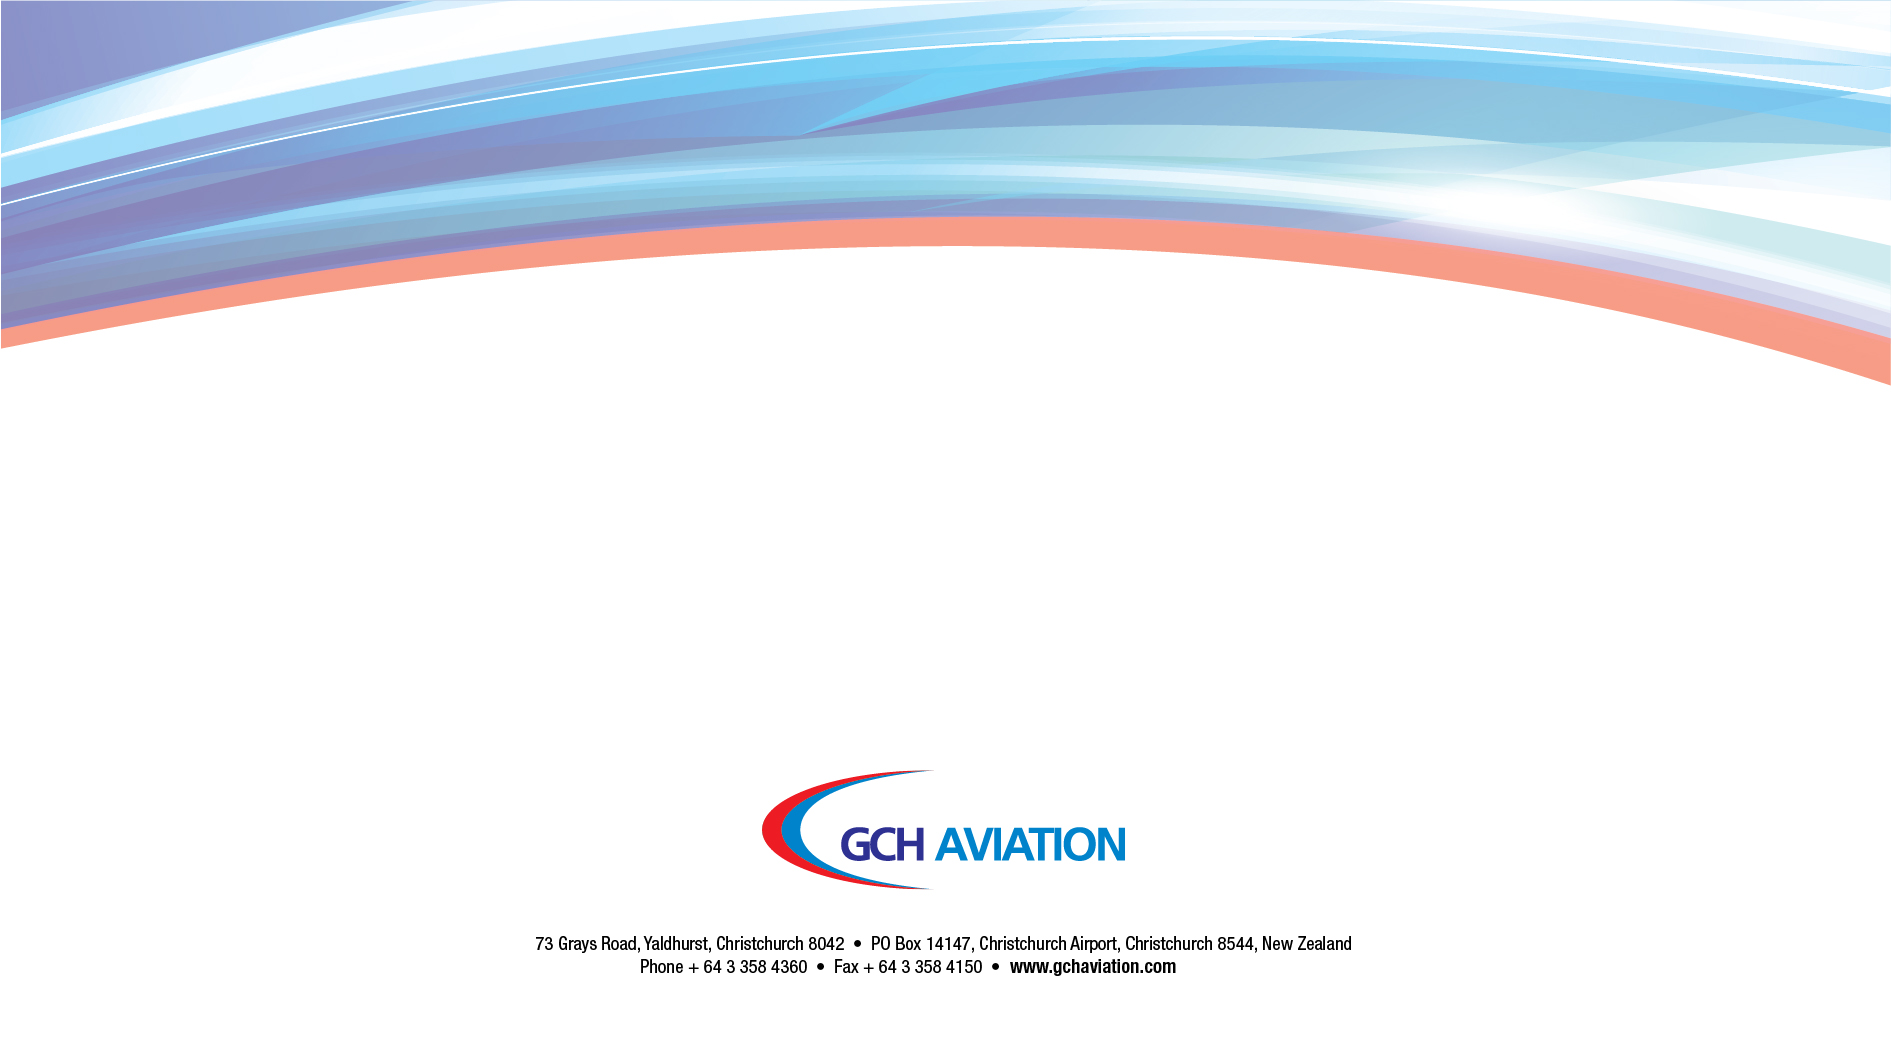 GCH AVIATION
73 Grays Road, Yaldhurst, Christchurch 8042 • PO Box 14147, Christchurch Airport, Christchurch 8544, New Zealand
Phone + 64 3 358 4360 • Fax + 64 3 358 4150 • www.gchaviation.com